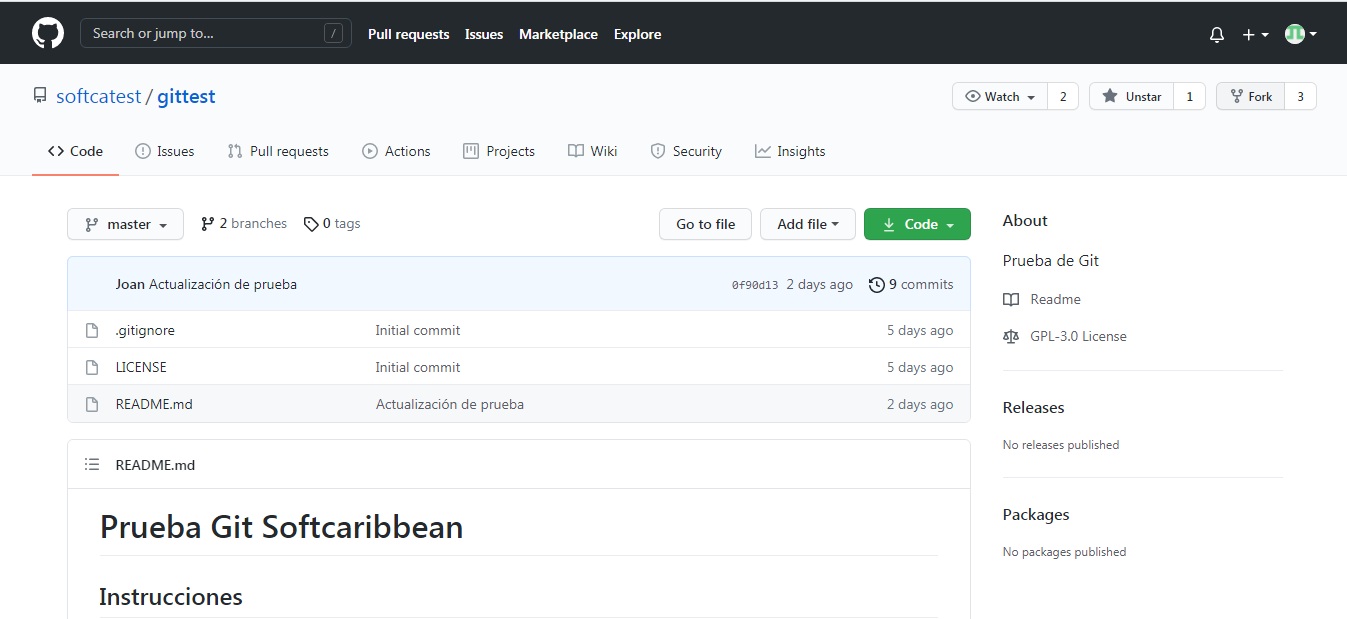 Search or jump to... / Pull requests Issues Marketplace Explore
softcatest / gittest Watch 2 Unstar 1 Fork 3
Code Issues Pull requests Actions Projects Wiki Security Insights
master 2 branches 0 tags Go to file Add file Code
Joan Actualización de prueba 0f90d13 2 days ago 9 commits
.gitignore Initial commit 5 days ago
LICENSE Initial commit 5 days ago
README.md Actualización de prueba 2 days ago
README.md
Prueba Git Softcaribbean
Instrucciones
About
Prueba de Git
Readme
GPL-3.0 License
Releases
No releases published
Packages
No packages published